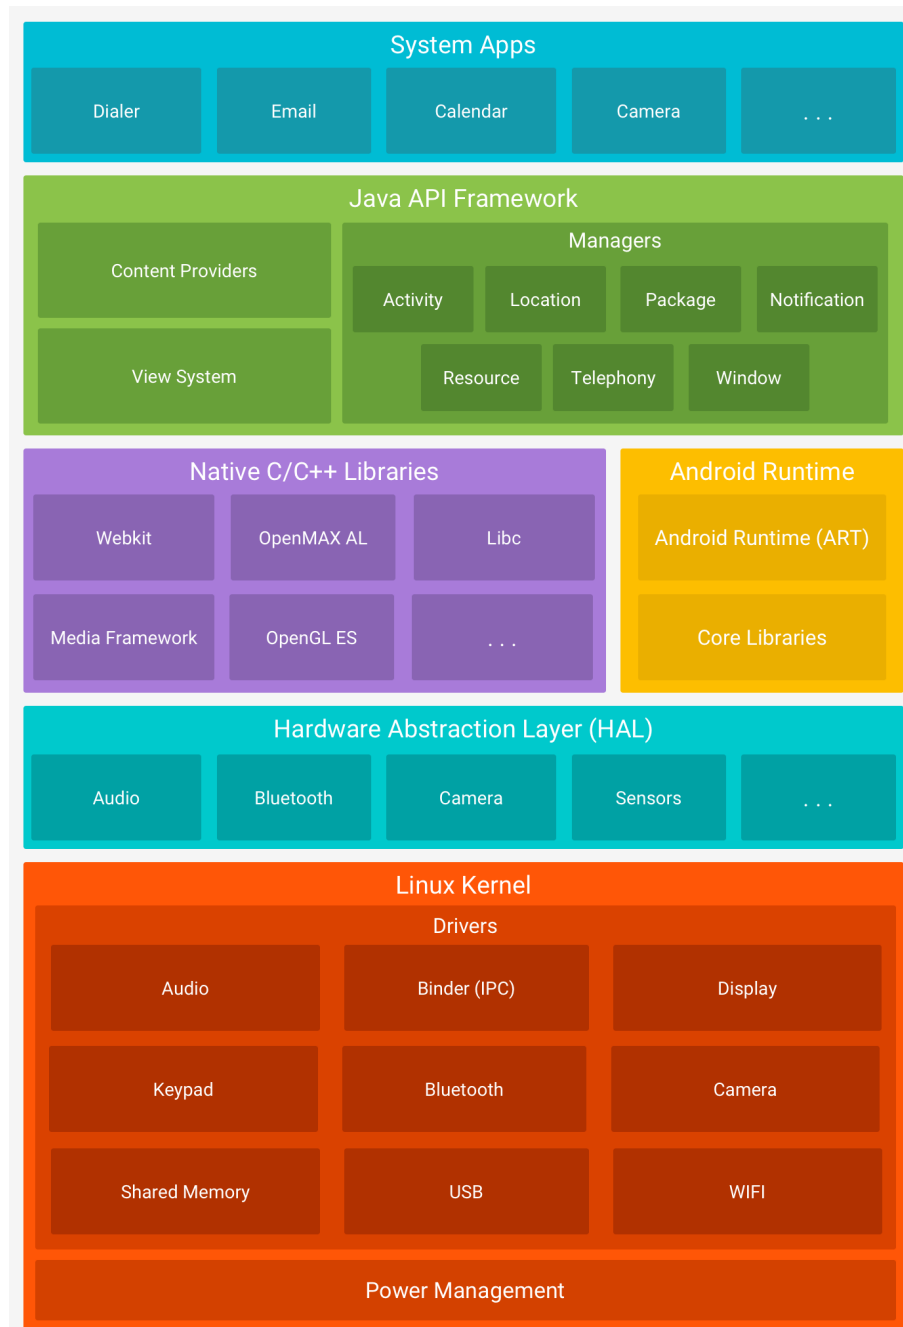 System Apps
Dialer
Email
Calendar
Camera
. . .
Java API Framework
Content Providers
View System
Managers
Activity
Location
Package
Notification
Resource
Telephony
Window
Native C/C++ Libraries
Webkit
OpenMAX AL
Libc
Media Framework
OpenGL ES
. . .
Android Runtime
Android Runtime (ART)
Core Libraries
Hardware Abstraction Layer (HAL)
Audio
Bluetooth
Camera
Sensors
. . .
Linux Kernel
Drivers
Audio
Binder (IPC)
Display
Keypad
Bluetooth
Camera
Shared Memory
USB
WIFI
Power Management